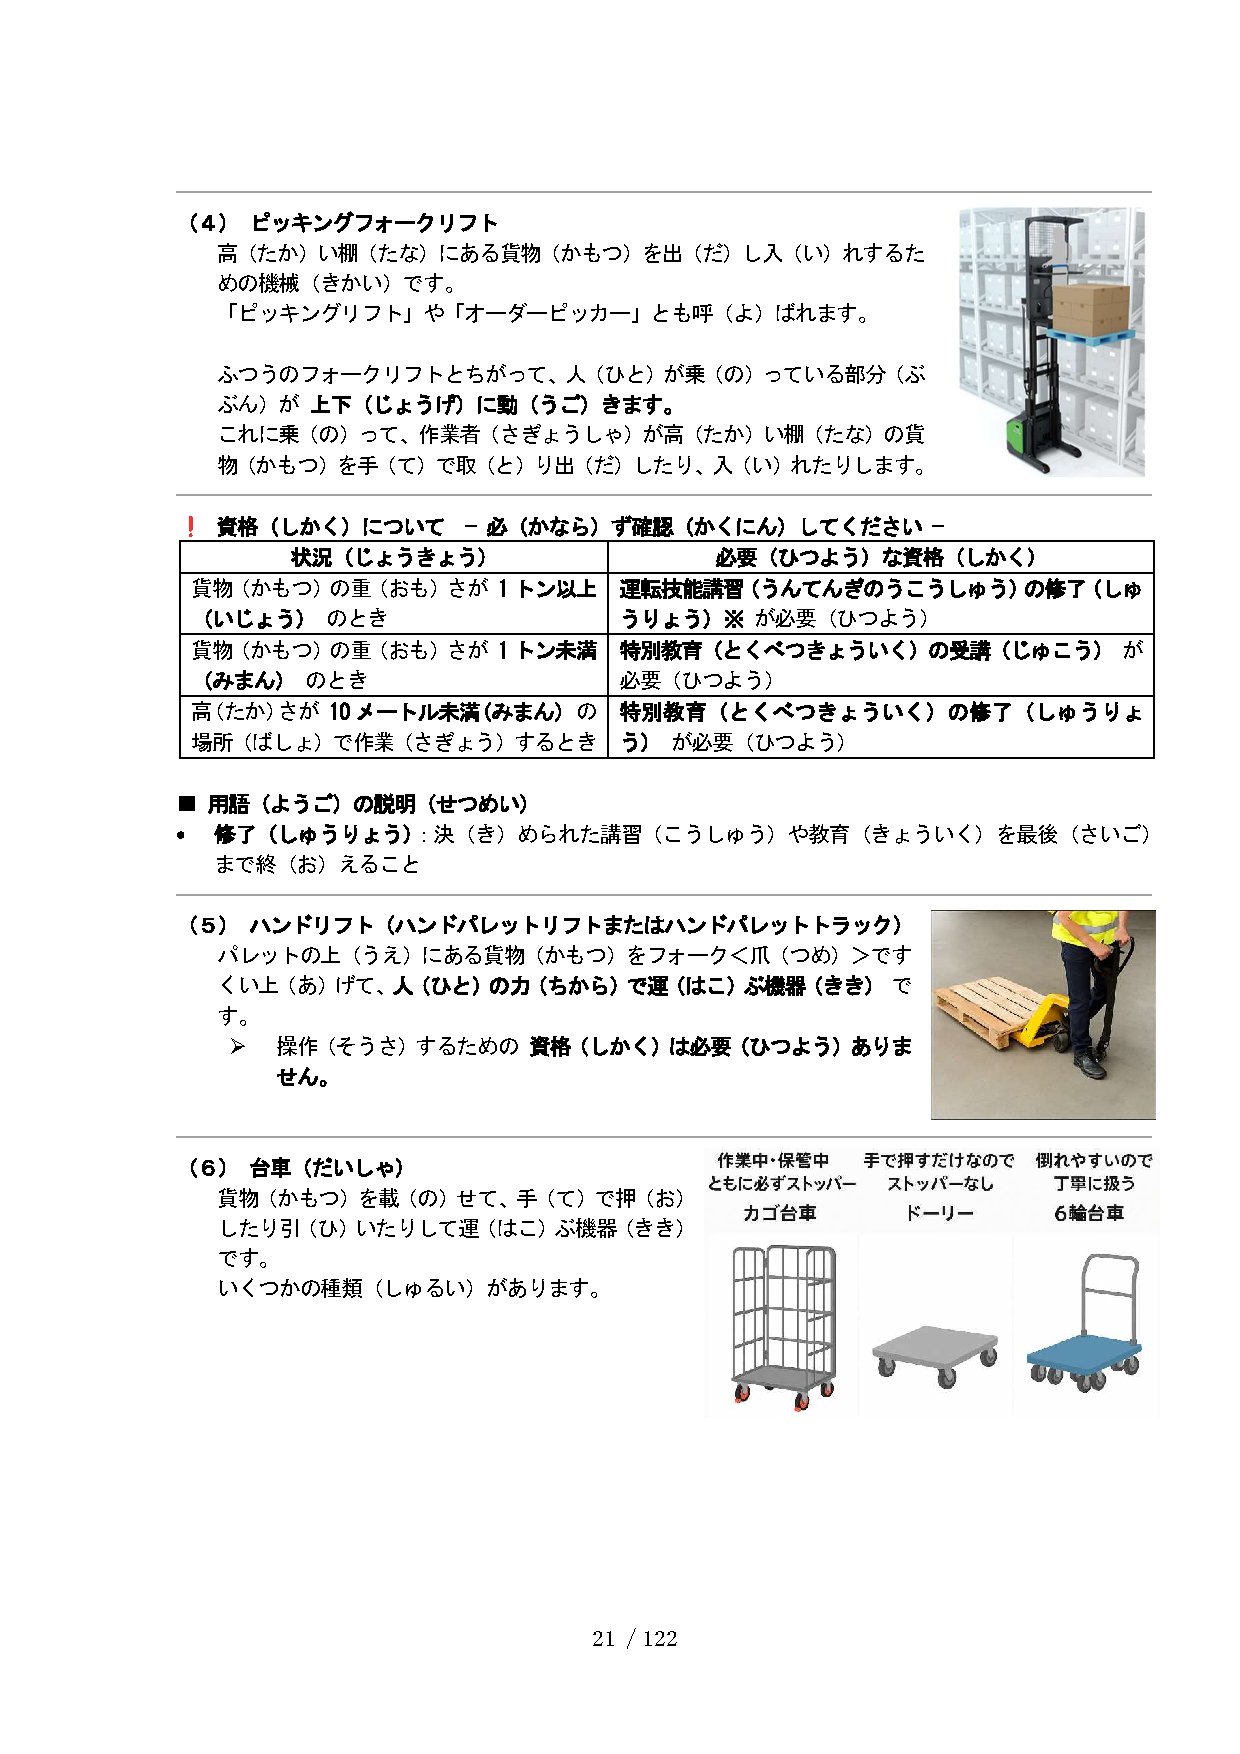 （４） ピッキングフォークリフト
高（たか）い棚（たな）にある貨物（かもつ）を出（だ）し入（い）れするた
めの機械（きかい）です。
「ピッキングリフト」や「オーダーピッカー」とも呼（よ）ばれます。
ふつうのフォークリフトとちがって、人（ひと）が乗（の）っている部分（ぶ
ぶん）が 上下（じょうげ）に動（うご）きます。
これに乗（の）って、作業者（さぎょうしゃ）が高（たか）い棚（たな）の貨
物（かもつ）を手（て）で取（と）り出（だ）したり、入（い）れたりします。
❗ 資格（しかく）について － 必（かなら）ず確認（かくにん）してください －
状況（じょうきょう） 必要（ひつよう）な資格（しかく）
貨物（かもつ）の重（おも）さが 1 トン以上
（いじょう） のとき
運転技能講習（うんてんぎのうこうしゅう）の修了（しゅ
うりょう）※ が必要（ひつよう）
貨物（かもつ）の重（おも）さが 1 トン未満
（みまん） のとき
特別教育（とくべつきょういく）の受講（じゅこう） が
必要（ひつよう）
高（たか）さが 10 メートル未満（みまん） の
場所（ばしょ）で作業（さぎょう）するとき
特別教育（とくべつきょういく）の修了（しゅうりょ
う） が必要（ひつよう）
■ 用語（ようご）の説明（せつめい）
• 修了（しゅうりょう）: 決（き）められた講習（こうしゅう）や教育（きょういく）を最後（さいご）
まで終（お）えること
（５） ハンドリフト（ハンドパレットリフトまたはハンドパレットトラック）
パレットの上（うえ）にある貨物（かもつ）をフォーク＜爪（つめ）＞です
くい上（あ）げて、人（ひと）の力（ちから）で運（はこ）ぶ機器（きき） で
す。
➢ 操作（そうさ）するための 資格（しかく）は必要（ひつよう）ありま
せん。
（６） 台車（だいしゃ）
貨物（かもつ）を載（の）せて、手（て）で押（お）
したり引（ひ）いたりして運（はこ）ぶ機器（きき）
です。
いくつかの種類（しゅるい）があります。
作業中・保管中
ともに必ずストッパー
カゴ台車
手で押すだけなので
ストッパーなし
ドーリー
倒れやすいので
丁寧に扱う
６輪台車
21 / 122